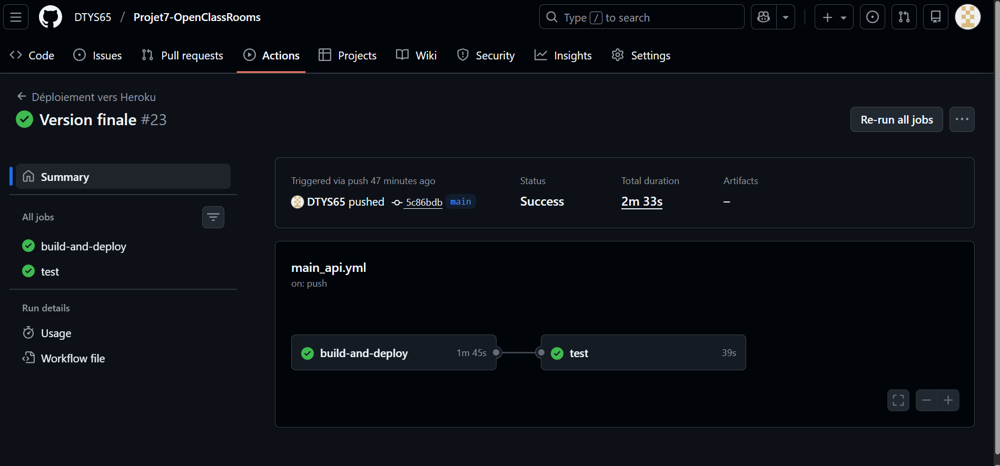 DTYS65 / Projet7-OpenClassRooms
Type / to search
Code Issues Pull requests Actions Projects Wiki Security Insights Settings
Déploiement vers Heroku
Version finale #23
Re-run all jobs
Summary
All jobs
build-and-deploy
test
Run details
Usage
Workflow file
Triggered via push 47 minutes ago
DTYS65 pushed 5c86bdb main
Status
Success
Total duration
2m 33s
Artifacts
–
main_api.yml
on: push
build-and-deploy 1m 45s
test 39s